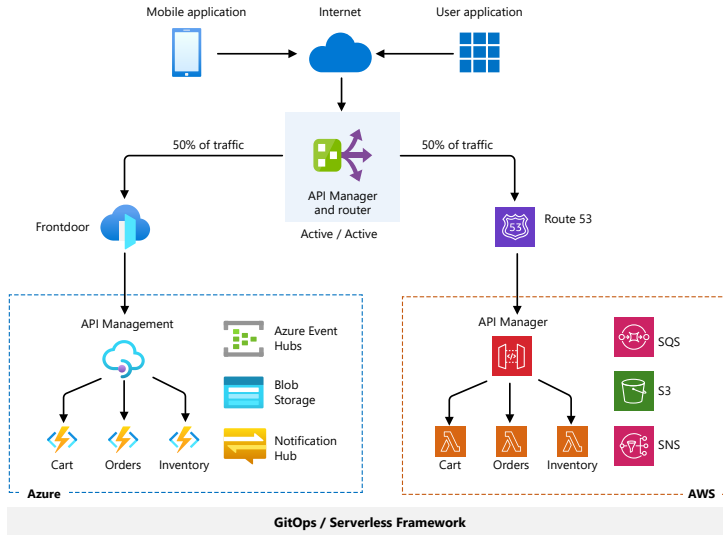 Mobile application
Internet
User application
50% of traffic
50% of traffic
API Manager
and router
Active / Active
Frontdoor
53
Route 53
API Management
Azure Event
Hubs
Blob
Storage
Notification
Hub
Cart
Orders
Inventory
Azure
API Manager
</>
SQS
S3
SNS
Cart
Orders
Inventory
AWS
GitOps / Serverless Framework